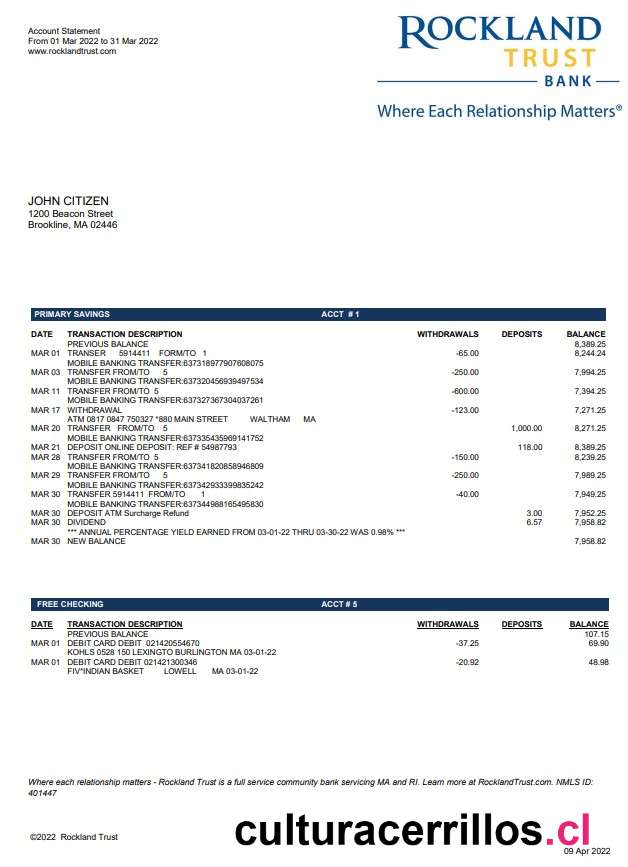 Account Statement
From 01 Mar 2022 to 31 Mar 2022
www.rocklandtrust.com
ROCKLAND
TRUST
BANK
Where Each Relationship Matters®
JOHN CITIZEN
1200 Beacon Street
Brookline, MA 02446
PRIMARY SAVINGS ACCT # 1
DATE TRANSACTION DESCRIPTION WITHDRAWALS DEPOSITS BALANCE
PREVIOUS BALANCE 8,389.25
MAR 01 TRANSER 5914411 FORM/TO 1 -65.00 8,244.24
MOBILE BANKING TRANSFER:637318977907608075
MAR 03 TRANSFER FROM/TO 5 -250.00 7,994.25
MOBILE BANKING TRANSFER:637320456939497534
MAR 11 TRANSFER FROM/TO 5 -600.00 7,394.25
MOBILE BANKING TRANSFER:637327367304037261
MAR 17 WITHDRAWAL -123.00 7,271.25
ATM 0817 0847 750327 *880 MAIN STREET WALTHAM MA
MAR 20 TRANSFER FROM/TO 5 1,000.00 8,271.25
MOBILE BANKING TRANSFER:637335435969141752
MAR 21 DEPOSIT ONLINE DEPOSIT: REF # 54987793 118.00 8,389.25
MAR 28 TRANSFER FROM/TO 5 -150.00 8,239.25
MOBILE BANKING TRANSFER:637341820858946809
MAR 29 TRANSFER FROM/TO 5 -250.00 7,989.25
MOBILE BANKING TRANSFER:637342933399835242
MAR 30 TRANSFER 5914411 FROM/TO 1 -40.00 7,949.25
MOBILE BANKING TRANSFER:637344988165495830
MAR 30 DEPOSIT ATM Surcharge Refund 3.00 7,952.25
MAR 30 DIVIDEND 6.57 7,958.82
*** ANNUAL PERCENTAGE YIELD EARNED FROM 03-01-22 THRU 03-30-22 WAS 0.98% ***
MAR 30 NEW BALANCE 7,958.82
FREE CHECKING ACCT # 5
DATE TRANSACTION DESCRIPTION WITHDRAWALS DEPOSITS BALANCE
PREVIOUS BALANCE 107.15
MAR 01 DEBIT CARD DEBIT 021420554670 -37.25 69.90
KOHLS 0528 150 LEXINGTO BURLINGTON MA 03-01-22
MAR 01 DEBIT CARD DEBIT 021421300346 -20.92 48.98
FIV*INDIAN BASKET LOWELL MA 03-01-22
Where each relationship matters - Rockland Trust is a full service community bank servicing MA and RI. Learn more at RocklandTrust.com. NMLS ID:
401447
©2022 Rockland Trust
culturacerrillos.cl
09 Apr 2022